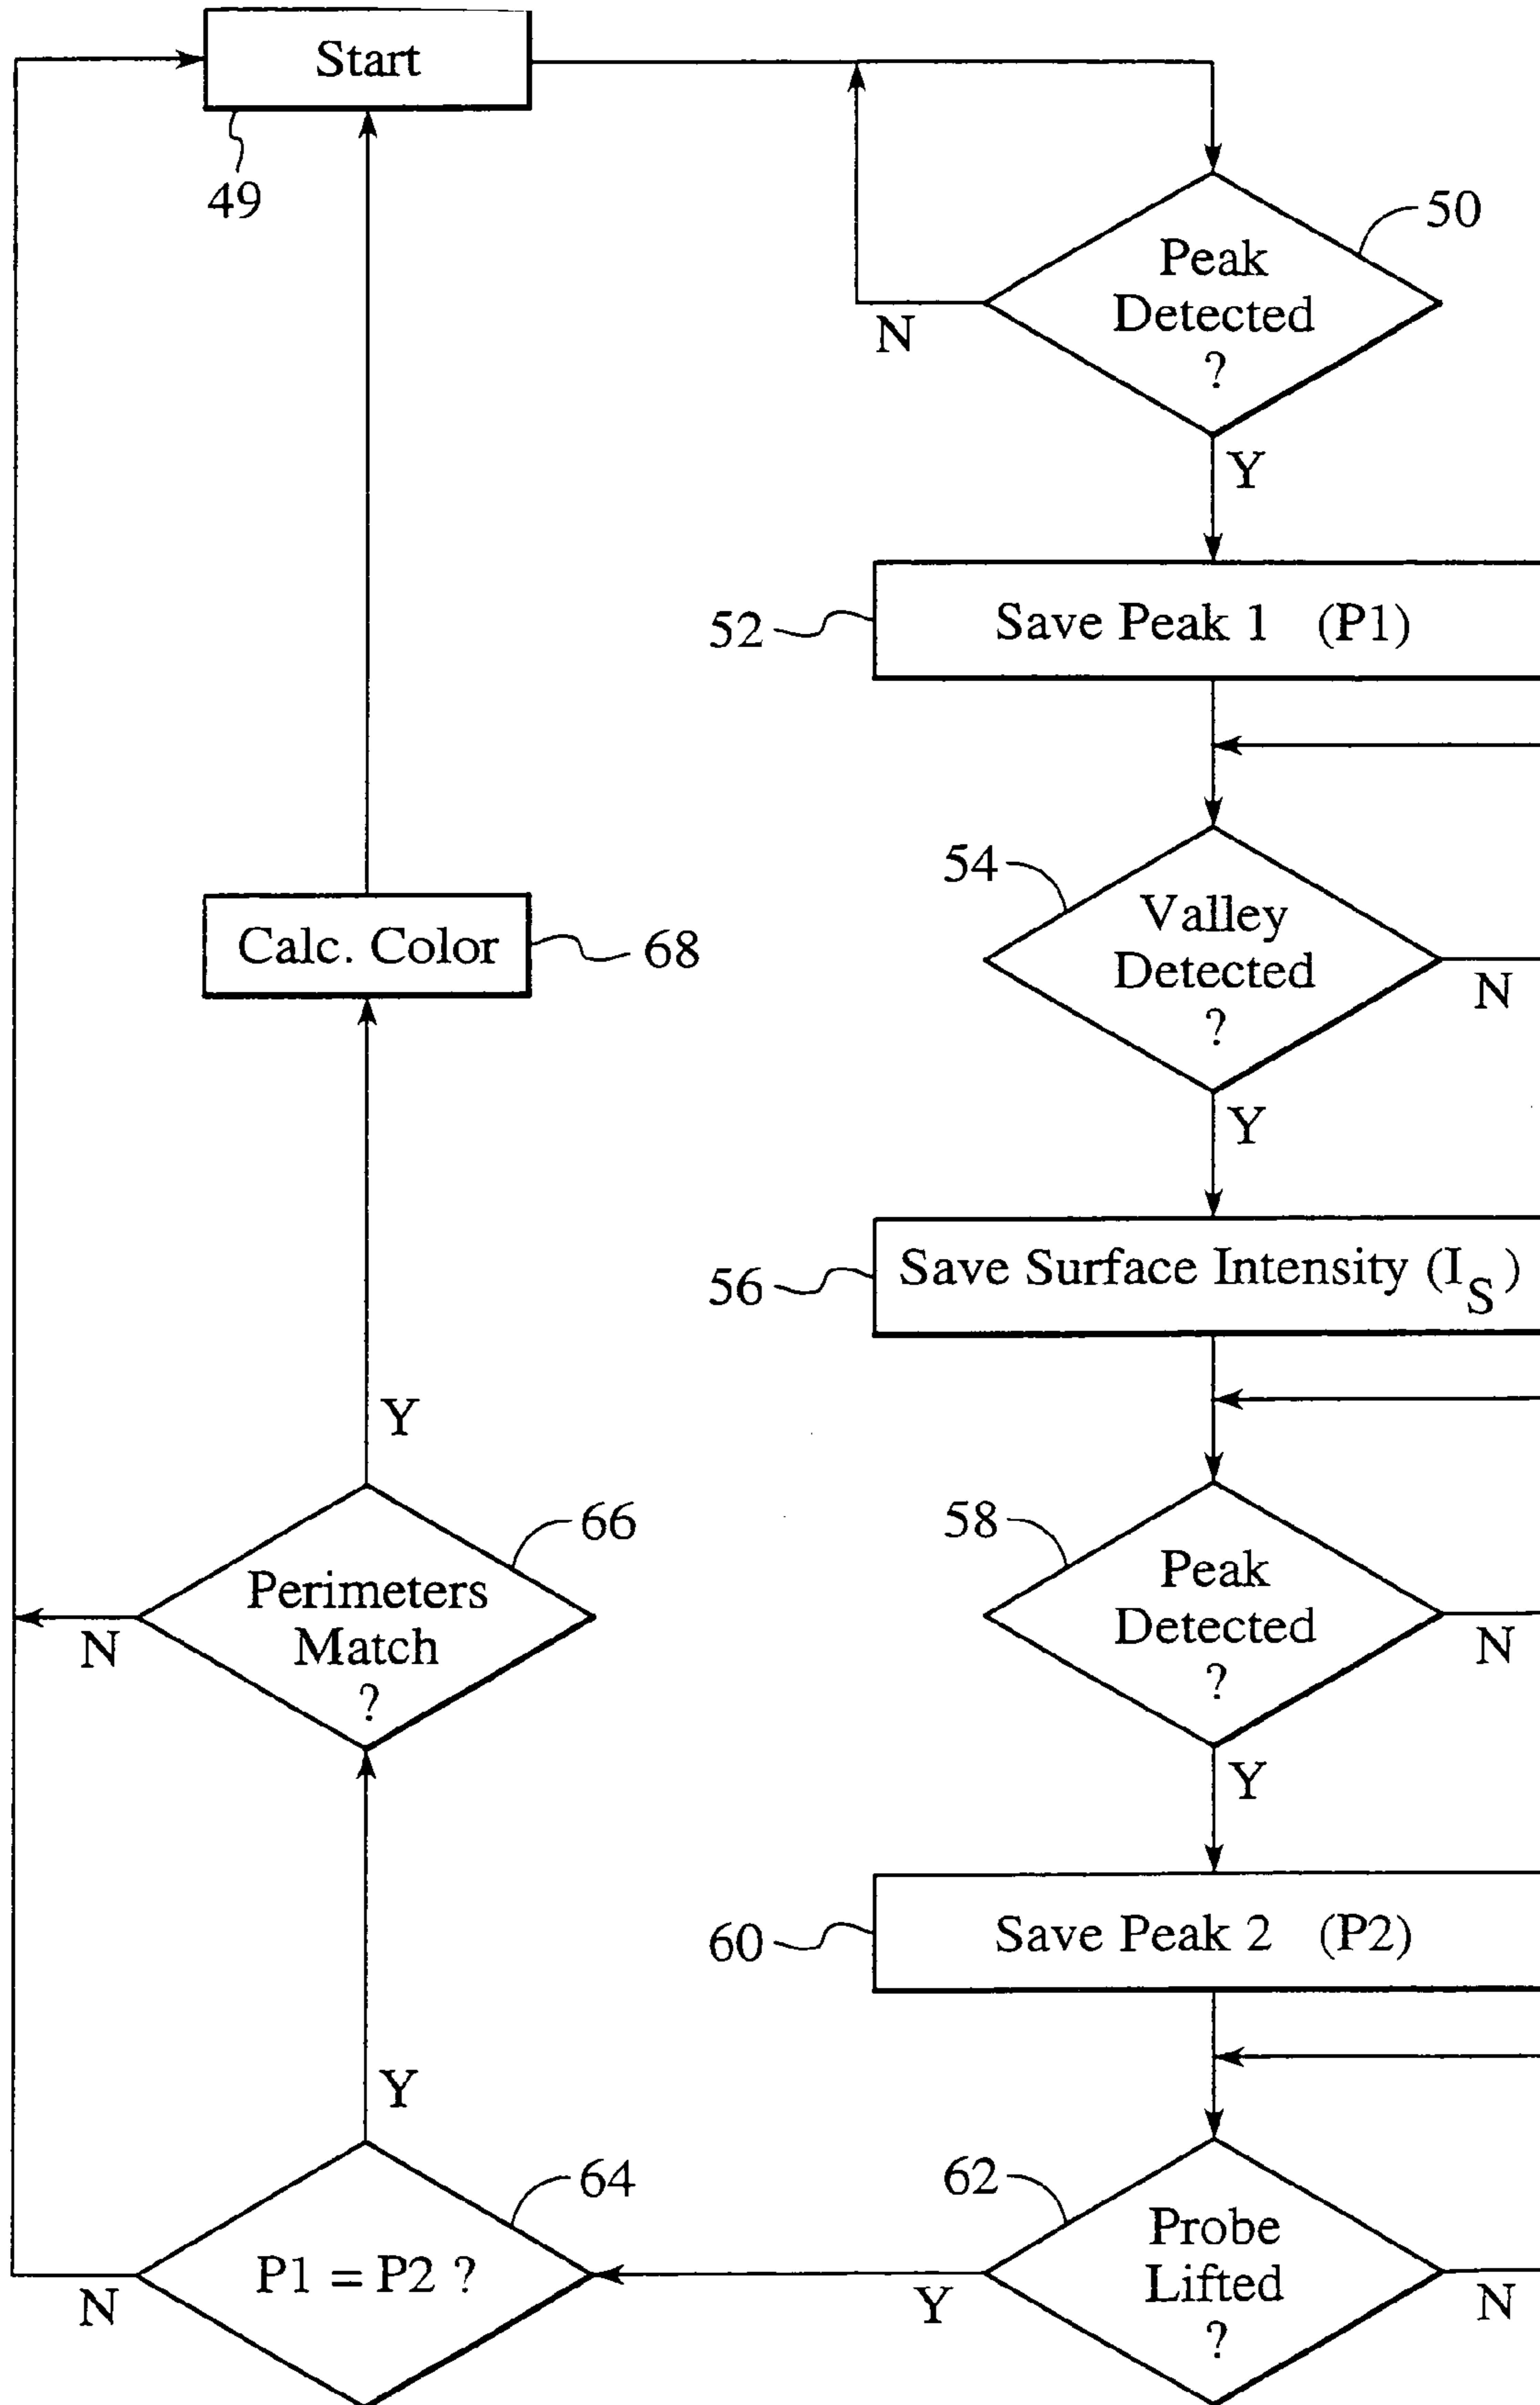 Start
49
Peak
Detected
?
50
N
Y
52
Save Peak 1 (P1)
54
Valley
Detected
?
N
Y
Calc. Color
68
56
Save Surface Intensity (I_S)
58
Peak
Detected
?
N
Y
Y
66
Perimeters
Match
?
N
60
Save Peak 2 (P2)
62
Probe
Lifted
?
N
Y
Y
64
P1 = P2 ?
N